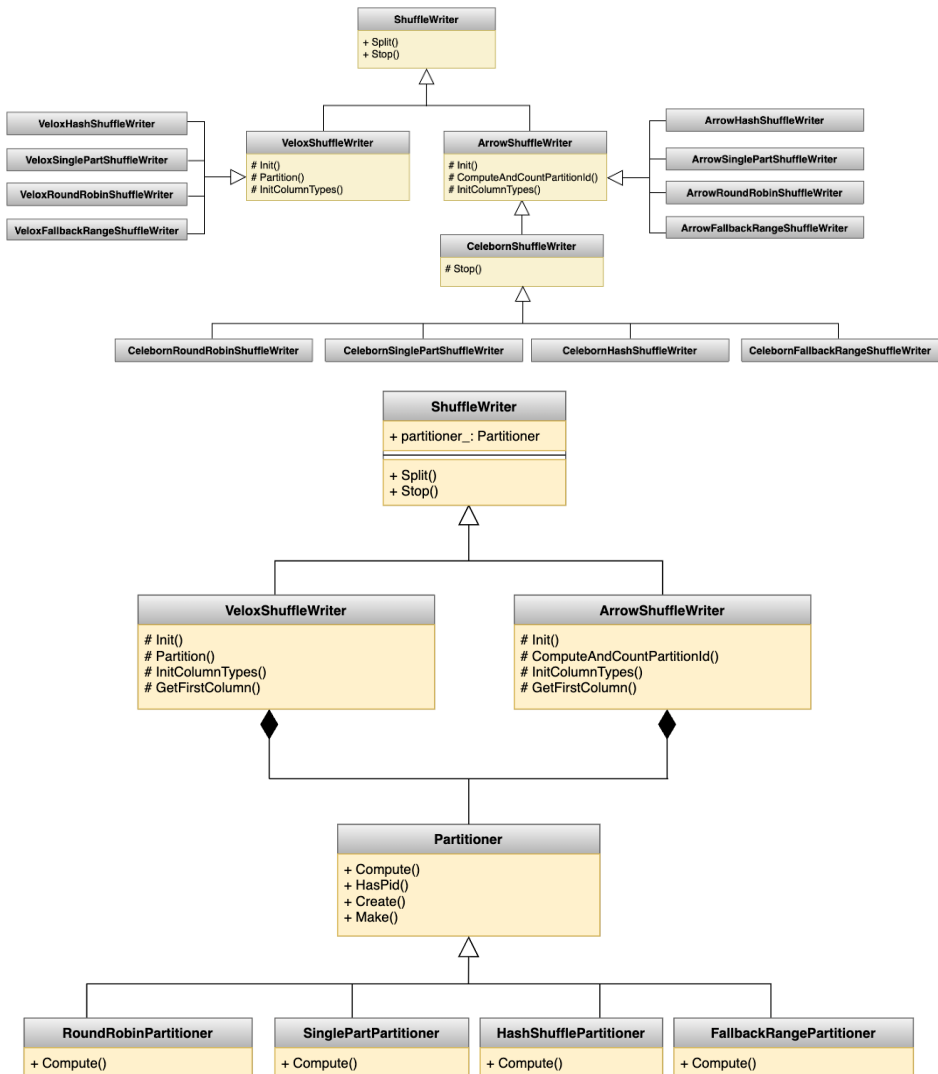 ShuffleWriter
+ Split()
+ Stop()
VeloxHashShuffleWriter
VeloxSinglePartShuffleWriter
VeloxRoundRobinShuffleWriter
VeloxFallbackRangeShuffleWriter
VeloxShuffleWriter
# Init()
# Partition()
# InitColumnTypes()
ArrowShuffleWriter
# Init()
# ComputeAndCountPartitionId()
# InitColumnTypes()
ArrowHashShuffleWriter
ArrowSinglePartShuffleWriter
ArrowRoundRobinShuffleWriter
ArrowFallbackRangeShuffleWriter
CelebornShuffleWriter
# Stop()
CelebornRoundRobinShuffleWriter
CelebornSinglePartShuffleWriter
CelebornHashShuffleWriter
CelebornFallbackRangeShuffleWriter
ShuffleWriter
+ partitioner_: Partitioner
+ Split()
+ Stop()
VeloxShuffleWriter
# Init()
# Partition()
# InitColumnTypes()
# GetFirstColumn()
ArrowShuffleWriter
# Init()
# ComputeAndCountPartitionId()
# InitColumnTypes()
# GetFirstColumn()
Partitioner
+ Compute()
+ HasPid()
+ Create()
+ Make()
RoundRobinPartitioner
+ Compute()
SinglePartPartitioner
+ Compute()
HashShufflePartitioner
+ Compute()
FallbackRangePartitioner
+ Compute()